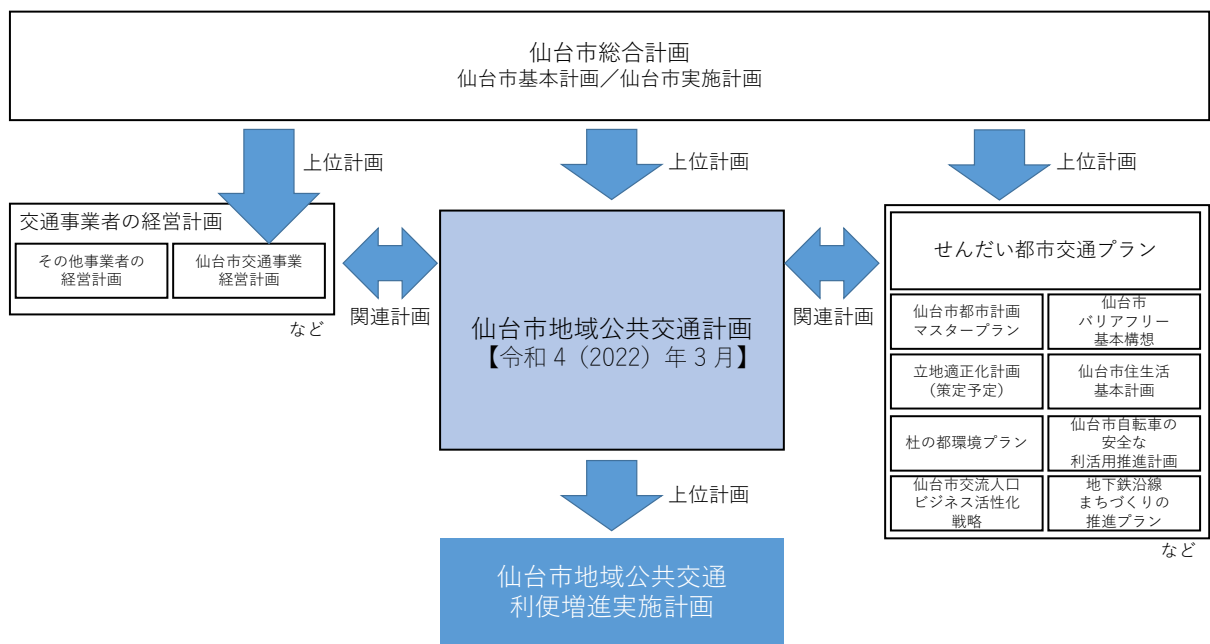 仙台市総合計画
仙台市基本計画／仙台市実施計画
上位計画
上位計画
上位計画
交通事業者の経営計画
その他事業者の
経営計画
仙台市交通事業
経営計画
など
関連計画
仙台市地域公共交通計画
【令和４（2022）年３月】
関連計画
せんだい都市交通プラン
仙台市都市計画
マスタープラン
仙台市
バリアフリー
基本構想
立地適正化計画
（策定予定）
仙台市住生活
基本計画
杜の都環境プラン
仙台市自転車の
安全な
利活用推進計画
仙台市交流人口
ビジネス活性化
戦略
地下鉄沿線
まちづくりの
推進プラン
など
上位計画
仙台市地域公共交通
利便増進実施計画